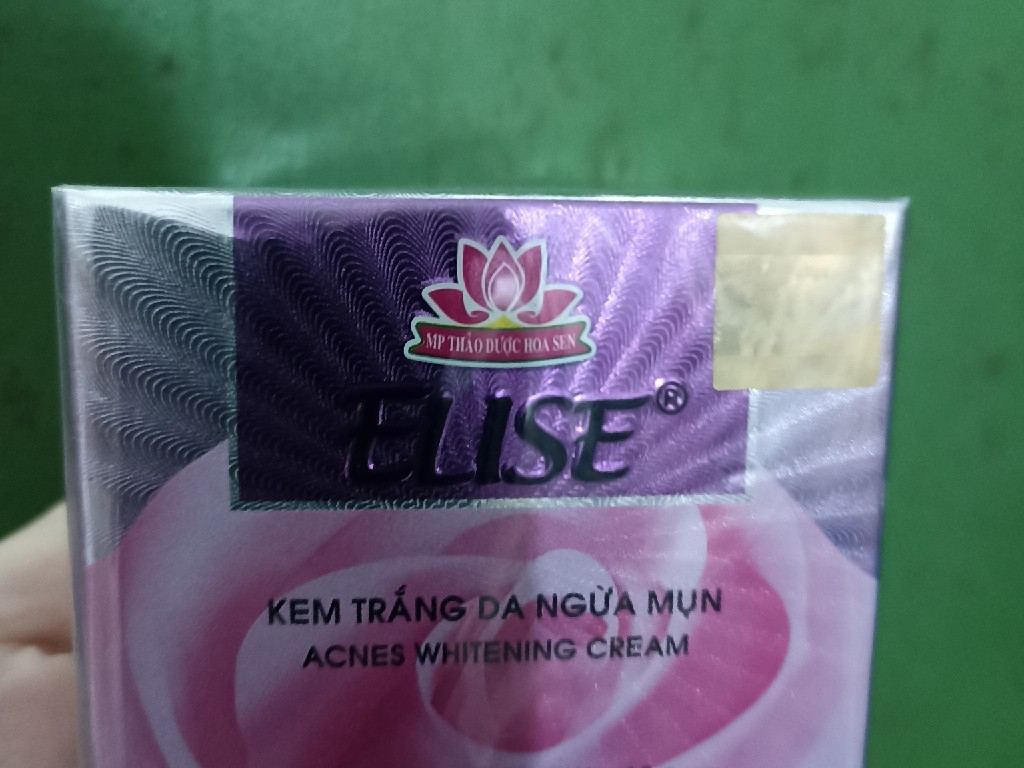 MP THẢO DƯỢC HOA SEN
ELISE®
KEM TRẮNG DA NGỪA MỤN
ACNES WHITENING CREAM